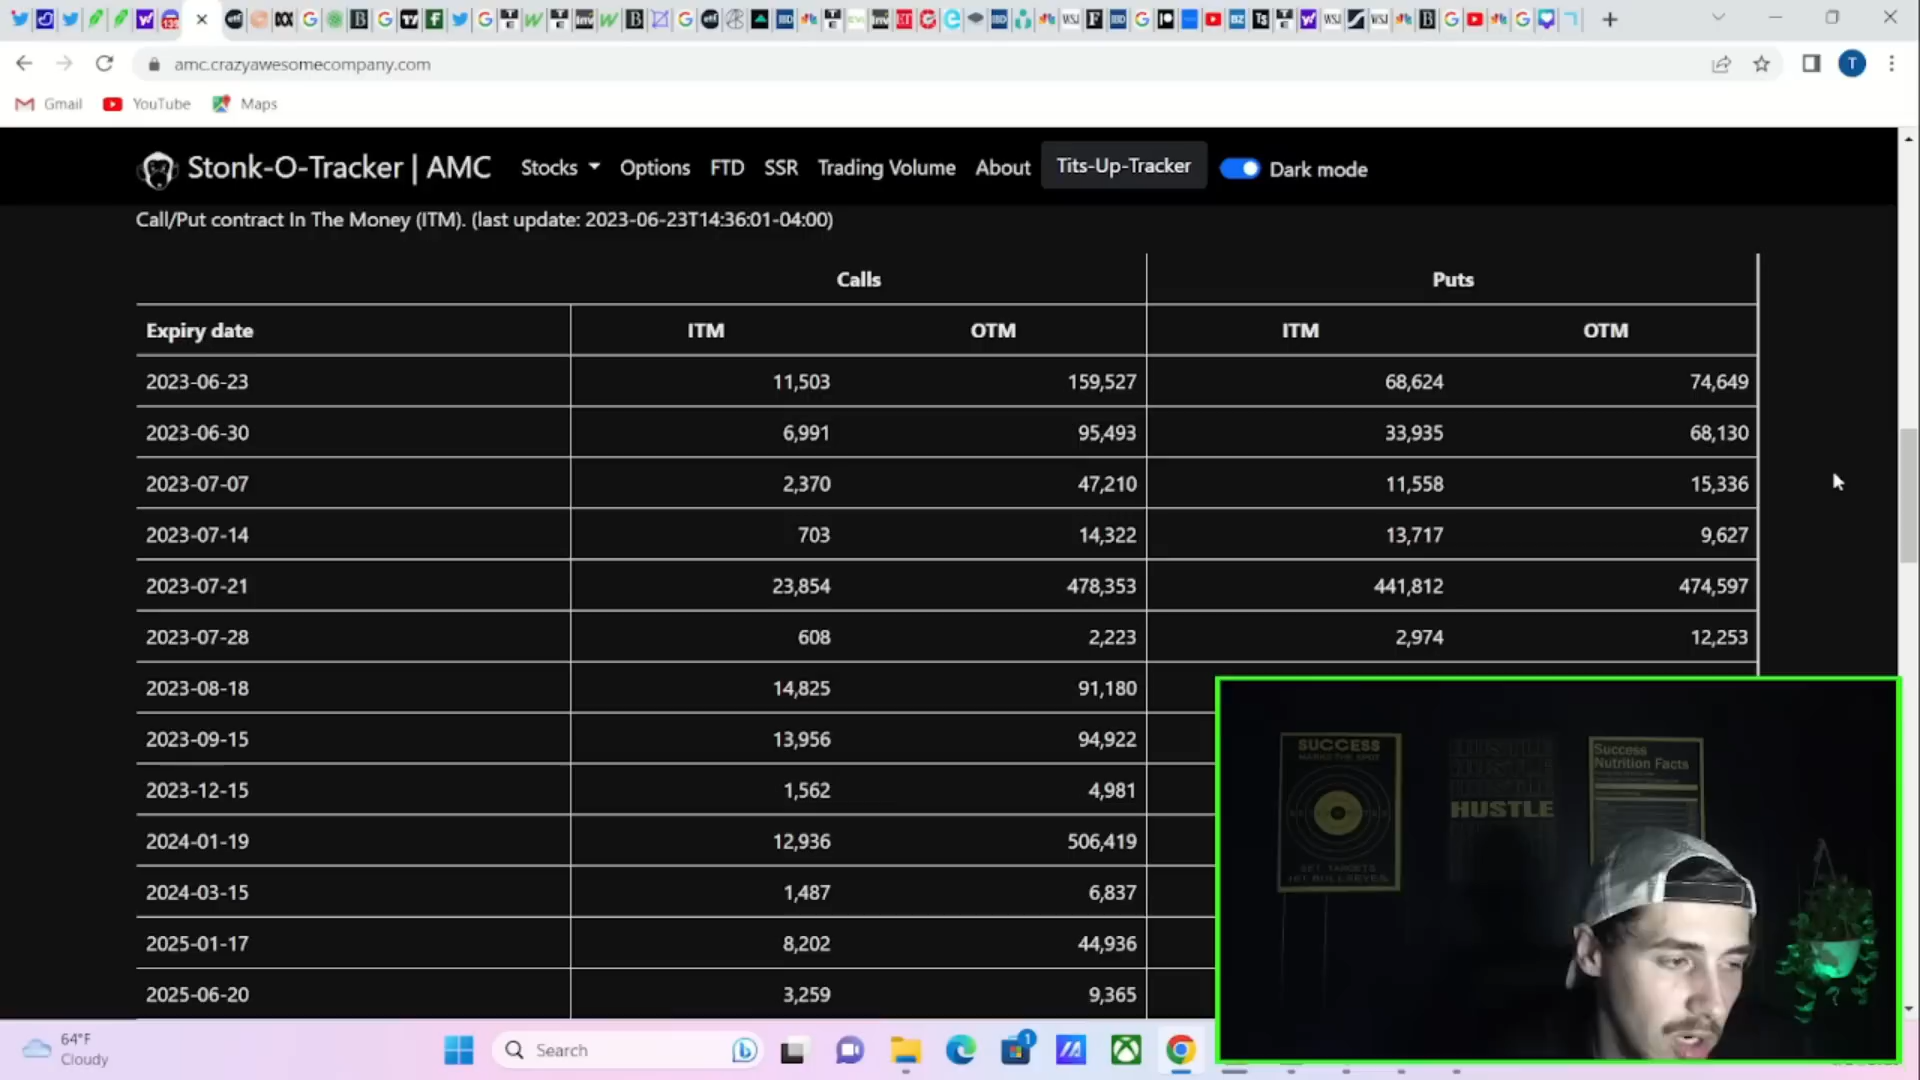 amc.crazyawesomecompany.com
T
Gmail YouTube Maps
Stonk-O-Tracker | AMC Stocks Options FTD SSR Trading Volume About Tits-Up-Tracker Dark mode
Call/Put contract In The Money (ITM). (last update: 2023-06-23T14:36:01-04:00)
Calls Puts
Expiry date ITM OTM ITM OTM
2023-06-23 11,503 159,527 68,624 74,649
2023-06-30 6,991 95,493 33,935 68,130
2023-07-07 2,370 47,210 11,558 15,336
2023-07-14 703 14,322 13,717 9,627
2023-07-21 23,854 478,353 441,812 474,597
2023-07-28 608 2,223 2,974 12,253
2023-08-18 14,825 91,180
2023-09-15 13,956 94,922
2023-12-15 1,562 4,981
2024-01-19 12,936 506,419
2024-03-15 1,487 6,837
2025-01-17 8,202 44,936
2025-06-20 3,259 9,365
SUCCESS
HUSTLE
Success
Nutrition Facts
64°F
Cloudy
Search
1